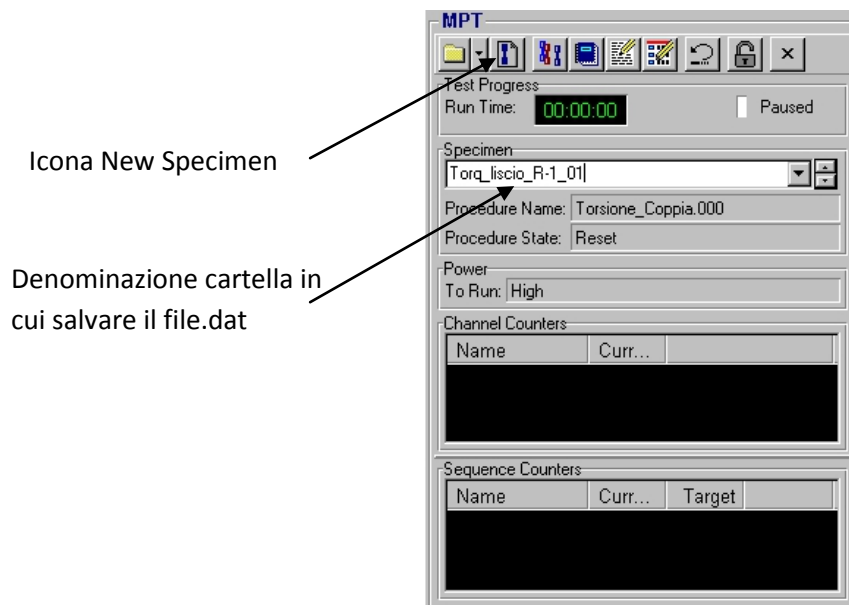 MPT
Test Progress
Run Time: 00:00:00 Paused
Icona New Specimen
Specimen
Torq_liscio_R-1_01
Procedure Name: Torsione_Coppia.000
Procedure State: Reset
Denominazione cartella in
cui salvare il file.dat
Power
To Run: High
Channel Counters
Name Curr...
Sequence Counters
Name Curr... Target